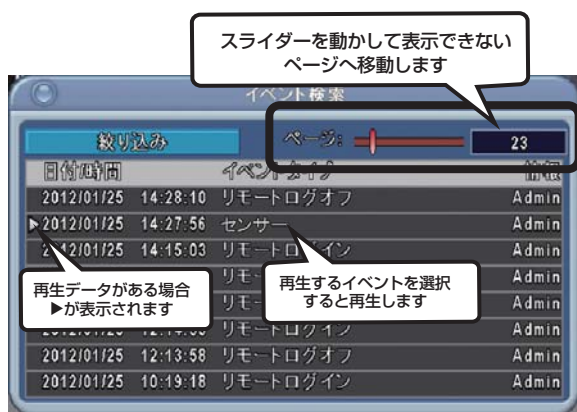 スライダーを動かして表示できない
ページへ移動します
イベント検索
絞り込み
ページ:
23
日付/時間
イベントタイプ
情報
2012/01/25 14:28:10 リモートログオフ Admin
▶2012/01/25 14:27:56 センサー Admin
2012/01/25 14:15:03 リモートログイン Admin
再生データがある場合
▶が表示されます
再生するイベントを選択
すると再生します
リモー Admin
リモー Admin
リモートログイン Admin
2012/01/25 12:13:58 リモートログオフ Admin
2012/01/25 10:19:18 リモートログイン Admin